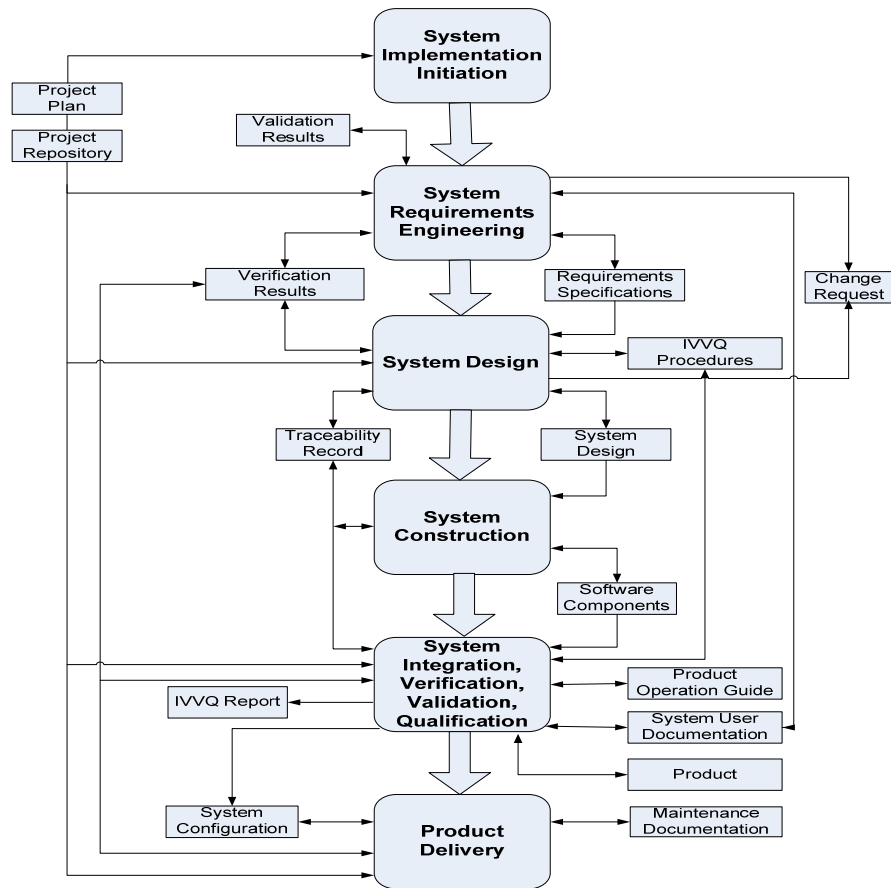 System
Implementation
Initiation
Project
Plan
Project
Repository
Validation
Results
System
Requirements
Engineering
Verification
Results
Requirements
Specifications
Change
Request
System Design
IVVQ
Procedures
Traceability
Record
System
Design
System
Construction
Software
Components
System
Integration,
Verification,
Validation,
Qualification
Product
Operation Guide
IVVQ Report
System User
Documentation
Product
System
Configuration
Product
Delivery
Maintenance
Documentation